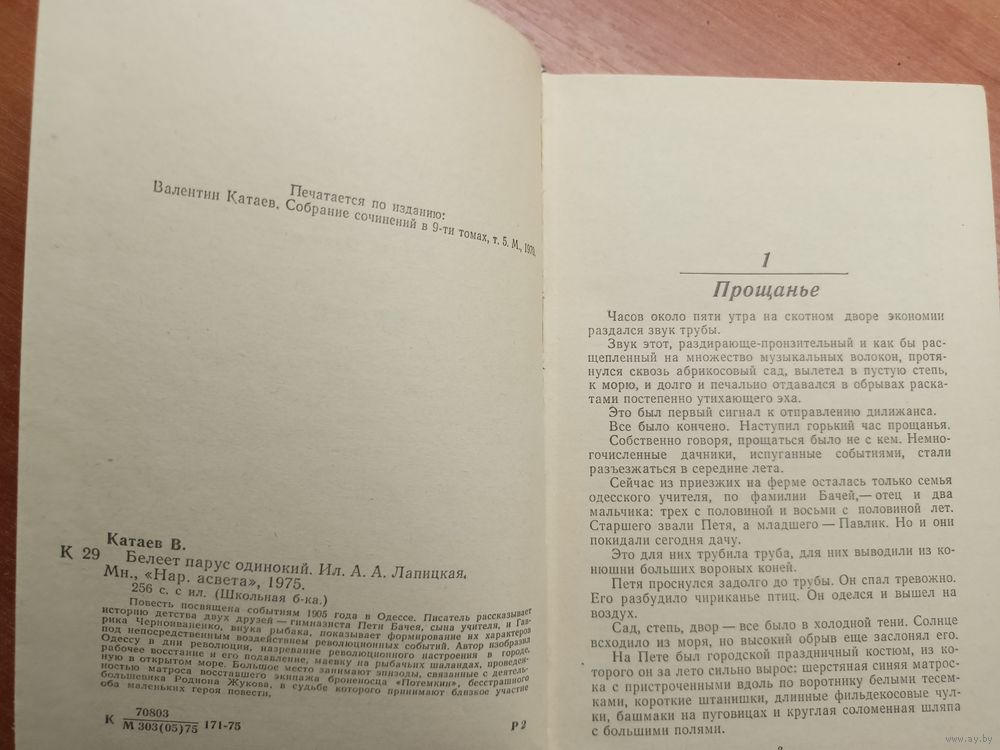 Печатается по изданию:
Валентин Катаев. Собрание сочинений в 9-ти томах, т. 5. М., 1970.
Катаев В.
К 29 Белеет парус одинокий. Ил. А. А. Лапицкая.
Мн., «Нар. асвета», 1975.
256 с. с ил. (Школьная б-ка.)
Повесть посвящена событиям 1905 года в Одессе. Писатель рассказывает
историю детства двух друзей — гимназиста Пети Бачея, сына учителя, и Гав-
рика Черноиваненко, внука рыбака, показывает формирование их характеров
под непосредственным воздействием революционных событий. Автор изобразил
Одессу в дни революции, назревание революционного настроения в городе,
рабочее восстание и его подавление, маевку на рыбачьих шаландах, проведен-
ную в открытом море. Большое место занимают эпизоды, связанные с деятель-
ностью матроса восставшего экипажа броненосца «Потемкин», бесстрашного
большевика Родиона Жукова, в судьбе которого принимают близкое участие
оба маленьких героя повести.
К 70803
М 303(05)75 171-75 Р2
1
Прощанье
Часов около пяти утра на скотном дворе экономии
раздался звук трубы.
Звук этот, раздирающе-пронзительный и как бы рас-
щепленный на множество музыкальных волокон, протя-
нулся сквозь абрикосовый сад, вылетел в пустую степь,
к морю, и долго и печально отдавался в обрывах раска-
тами постепенно утихающего эха.
Это был первый сигнал к отправлению дилижанса.
Все было кончено. Наступил горький час прощанья.
Собственно говоря, прощаться было не с кем. Немно-
гочисленные дачники, испуганные событиями, стали
разъезжаться в середине лета.
Сейчас из приезжих на ферме осталась только семья
одесского учителя, по фамилии Бачей,— отец и два
мальчика: трех с половиной и восьми с половиной лет.
Старшего звали Петя, а младшего — Павлик. Но и они
покидали сегодня дачу.
Это для них трубила труба, для них выводили из ко-
нюшни больших вороных коней.
Петя проснулся задолго до трубы. Он спал тревожно.
Его разбудило чириканье птиц. Он оделся и вышел на
воздух.
Сад, степь, двор — все было в холодной тени. Солнце
всходило из моря, но высокий обрыв еще заслонял его.
На Пете был городской праздничный костюм, из ко-
торого он за лето сильно вырос: шерстяная синяя матрос-
ка с пристроченными вдоль по воротнику белыми тесем-
ками, короткие штанишки, длинные фильдекосовые чул-
ки, башмаки на пуговицах и круглая соломенная шляпа
с большими полями.
www.ay.by